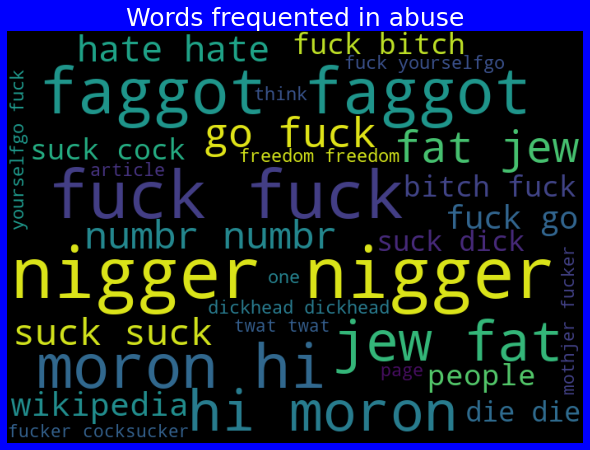 Words frequented in abuse
hate hate
fuck bitch
fuck yourselfgo
faggot faggot
think
yourselfgo fuck
go fuck
suck cock
freedom freedom
fat jew
article
fuck fuck
bitch fuck
fuck go
numbr numbr
suck dick
nigger nigger
one
mothjer fucker
dickhead dickhead
suck suck
twat twat
jew fat
moron hi
page
people
wikipedia
hi moron
die die
fucker cocksucker